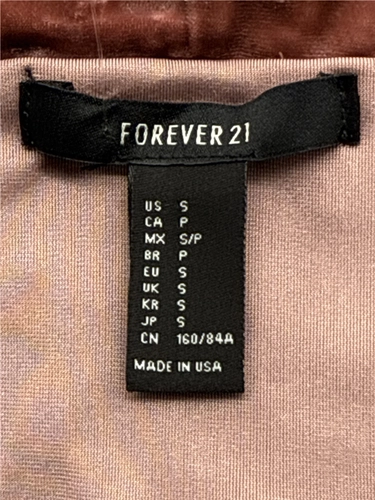 FOREVER 21
US S
CA P
MX S/P
BR P
EU S
UK S
KR S
JP S
CN 160/84A
MADE IN USA